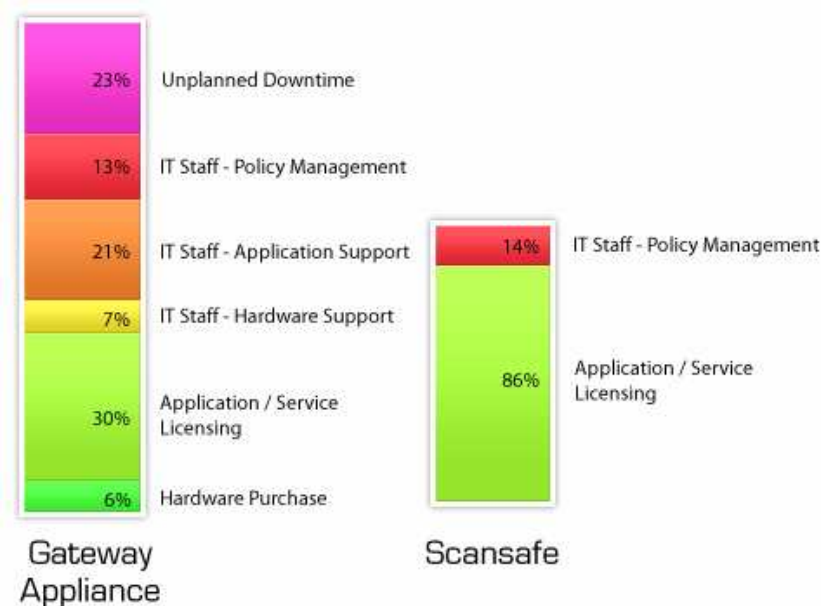 23% Unplanned Downtime
13% IT Staff - Policy Management
21% IT Staff - Application Support
7% IT Staff - Hardware Support
30% Application / Service
Licensing
6% Hardware Purchase
Gateway
Appliance
14% IT Staff - Policy Management
86% Application / Service
Licensing
Scansafe